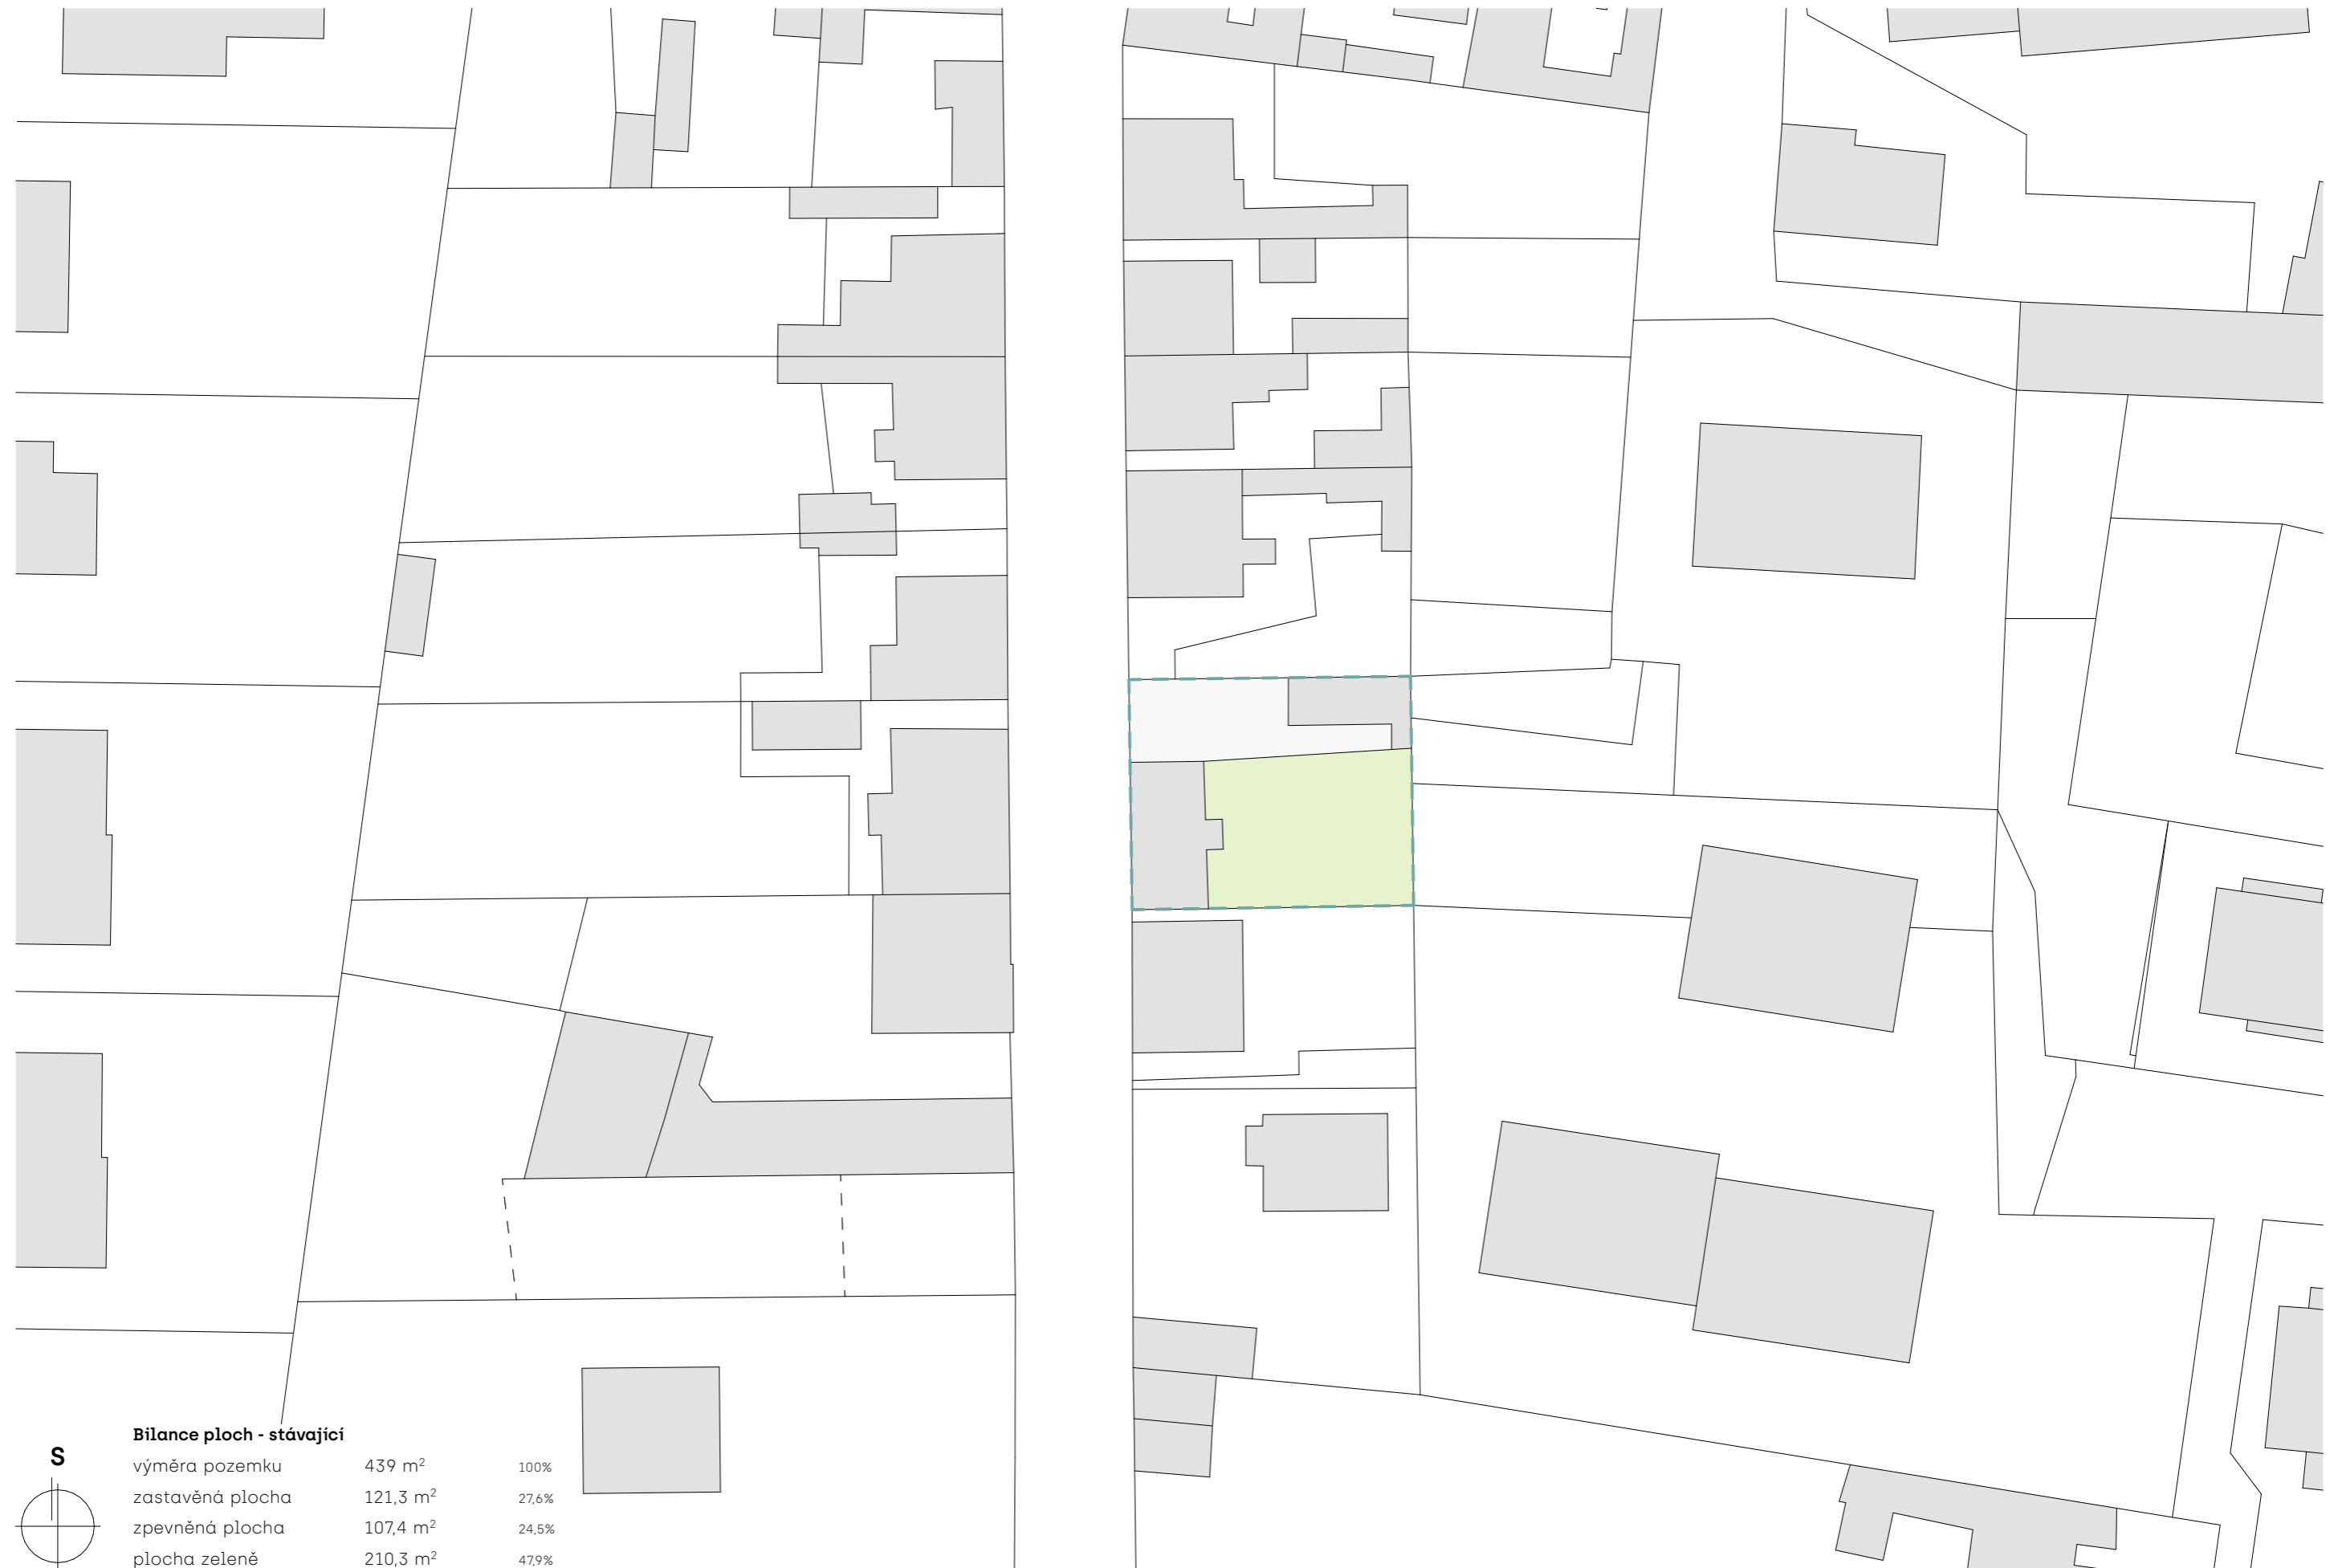 Bilance ploch - stávající
S
výměra pozemku 439 m² 100%
zastavěná plocha 121,3 m² 27,6%
zpevněná plocha 107,4 m² 24,5%
plocha zeleně 210,3 m² 47,9%